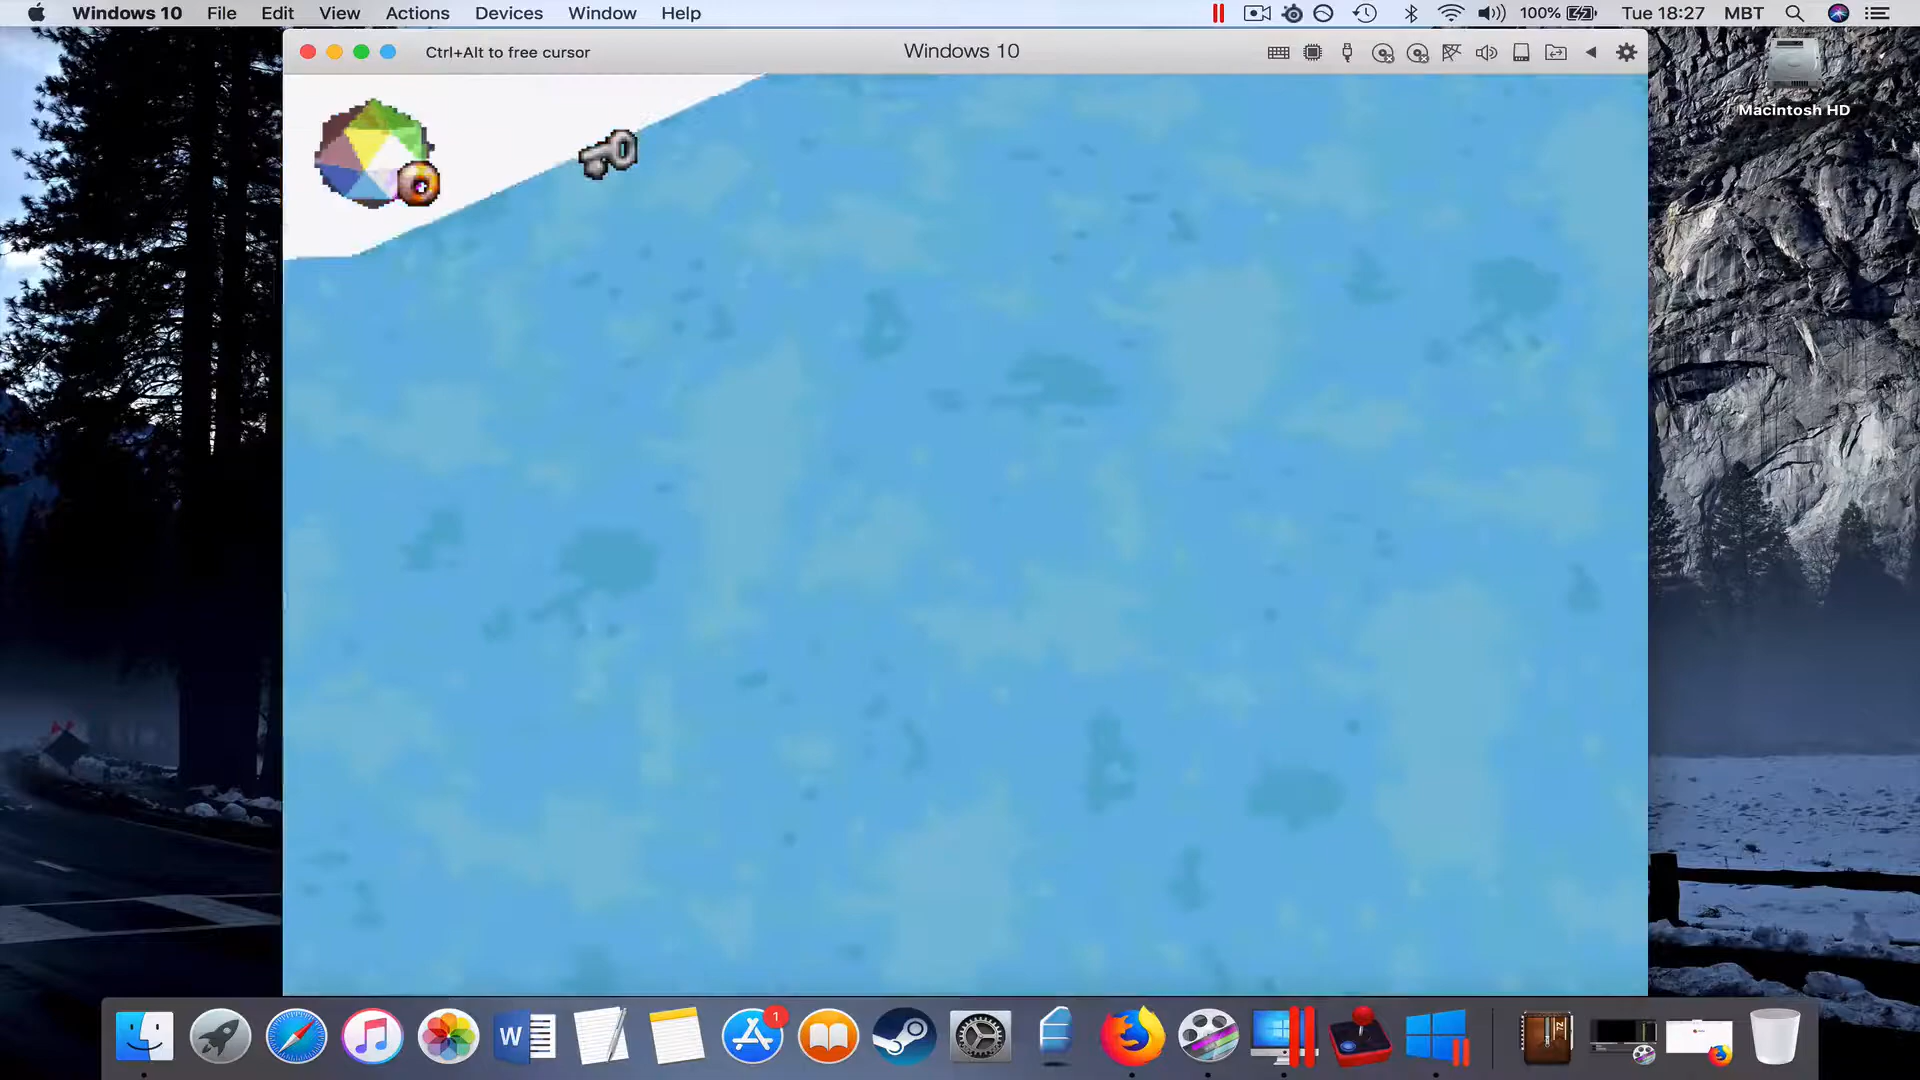 Windows 10 File Edit View Actions Devices Window Help 100% Tue 18:27 MBT
Ctrl+Alt to free cursor Windows 10
Macintosh HD
W 1